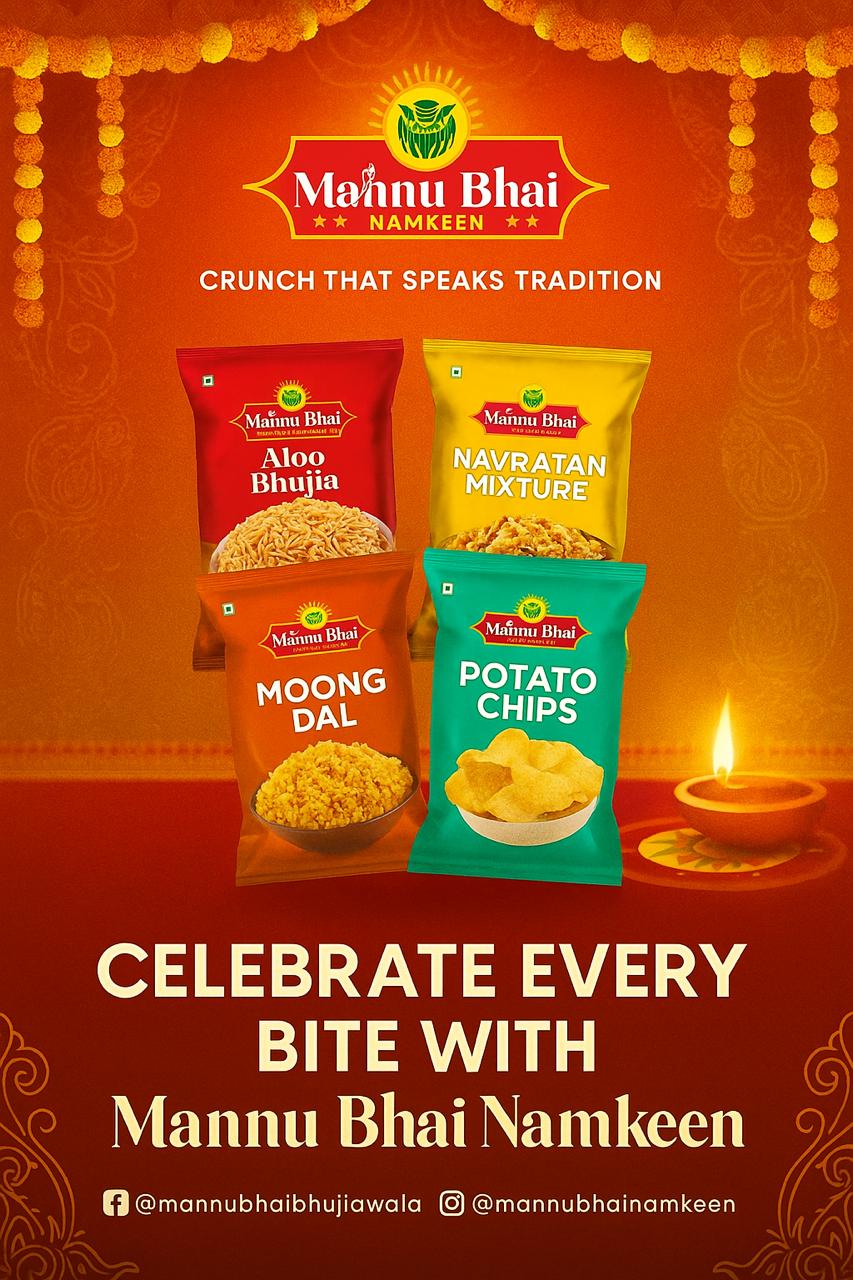 Mannu Bhai
NAMKEEN
CRUNCH THAT SPEAKS TRADITION
Mannu Bhai
Aloo
Bhujia
Mannu Bhai
NAVRATAN
MIXTURE
Mannu Bhai
MOONG
DAL
Mannu Bhai
POTATO
CHIPS
CELEBRATE EVERY
BITE WITH
Mannu Bhai Namkeen
@mannubhaibhujiawala @mannubhainamkeen